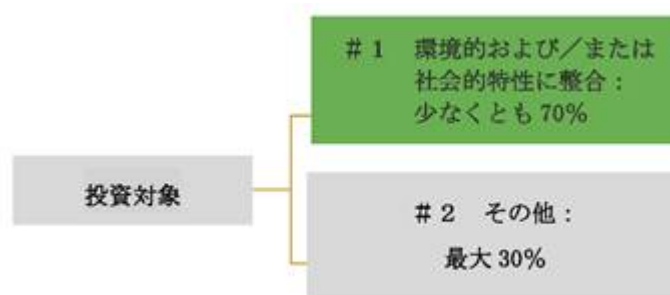 ＃１ 環境的および／または
社会的特性に整合：
少なくとも 70%
投資対象
＃２ その他：
最大 30%